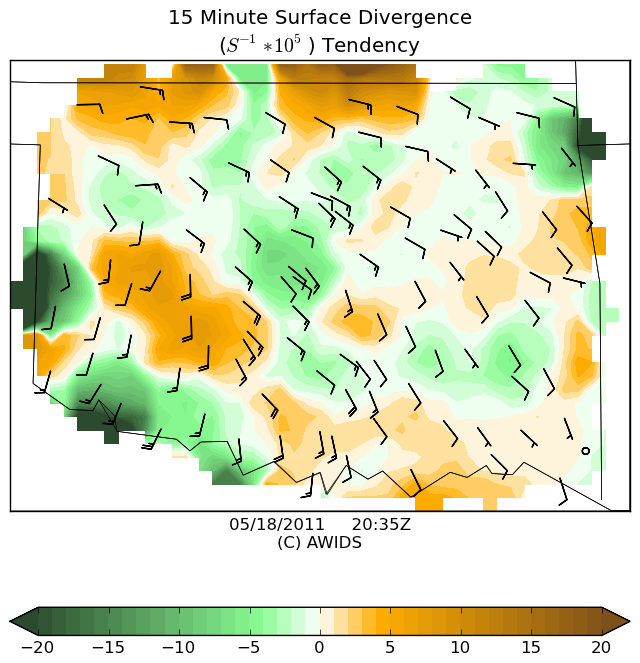 15 Minute Surface Divergence
(S⁻¹ *10⁵ ) Tendency
05/18/2011 20:35Z
(C) AWIDS
−20 −15 −10 −5 0 5 10 15 20